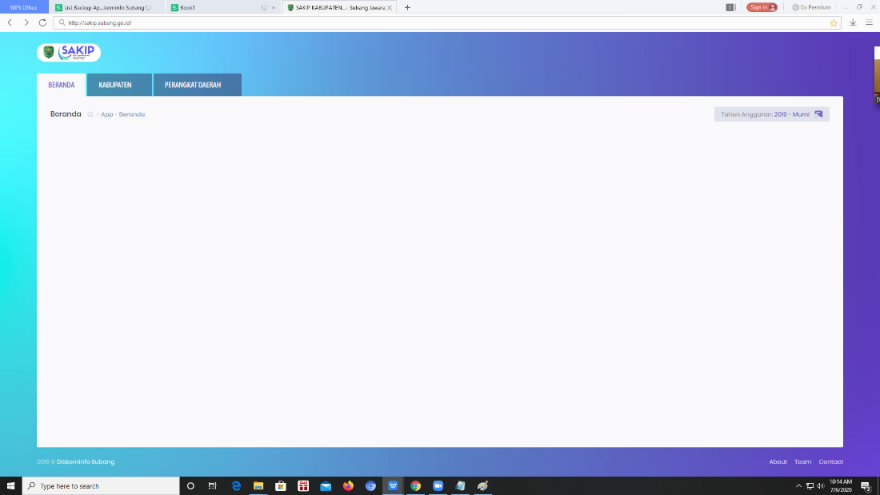 WPS Office
List Backup Ap...kominfo Subang
Book1
SAKIP KABUPATEN... - Subang Jawara
Sign in
Go Premium
http://sakip.subang.go.id/
SAKIP
BERANDA
KABUPATEN
PERANGKAT DAERAH
Beranda - App - Beranda
Tahun Anggaran: 2019 - Murni
2019 © Diskominfo Subang
About Team Contact
Type here to search
10:14 AM
7/6/2020